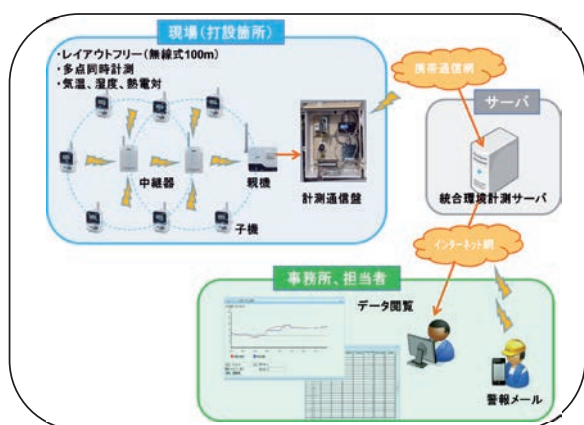 現場（打設箇所）
・レイアウトフリー（無線式100m）
・多点同時計測
・気温、湿度、熱電対
中継器
親機
子機
計測通信盤
携帯通信網
サーバ
統合環境計測サーバ
インターネット網
事務所、担当者
データ閲覧
警報メール